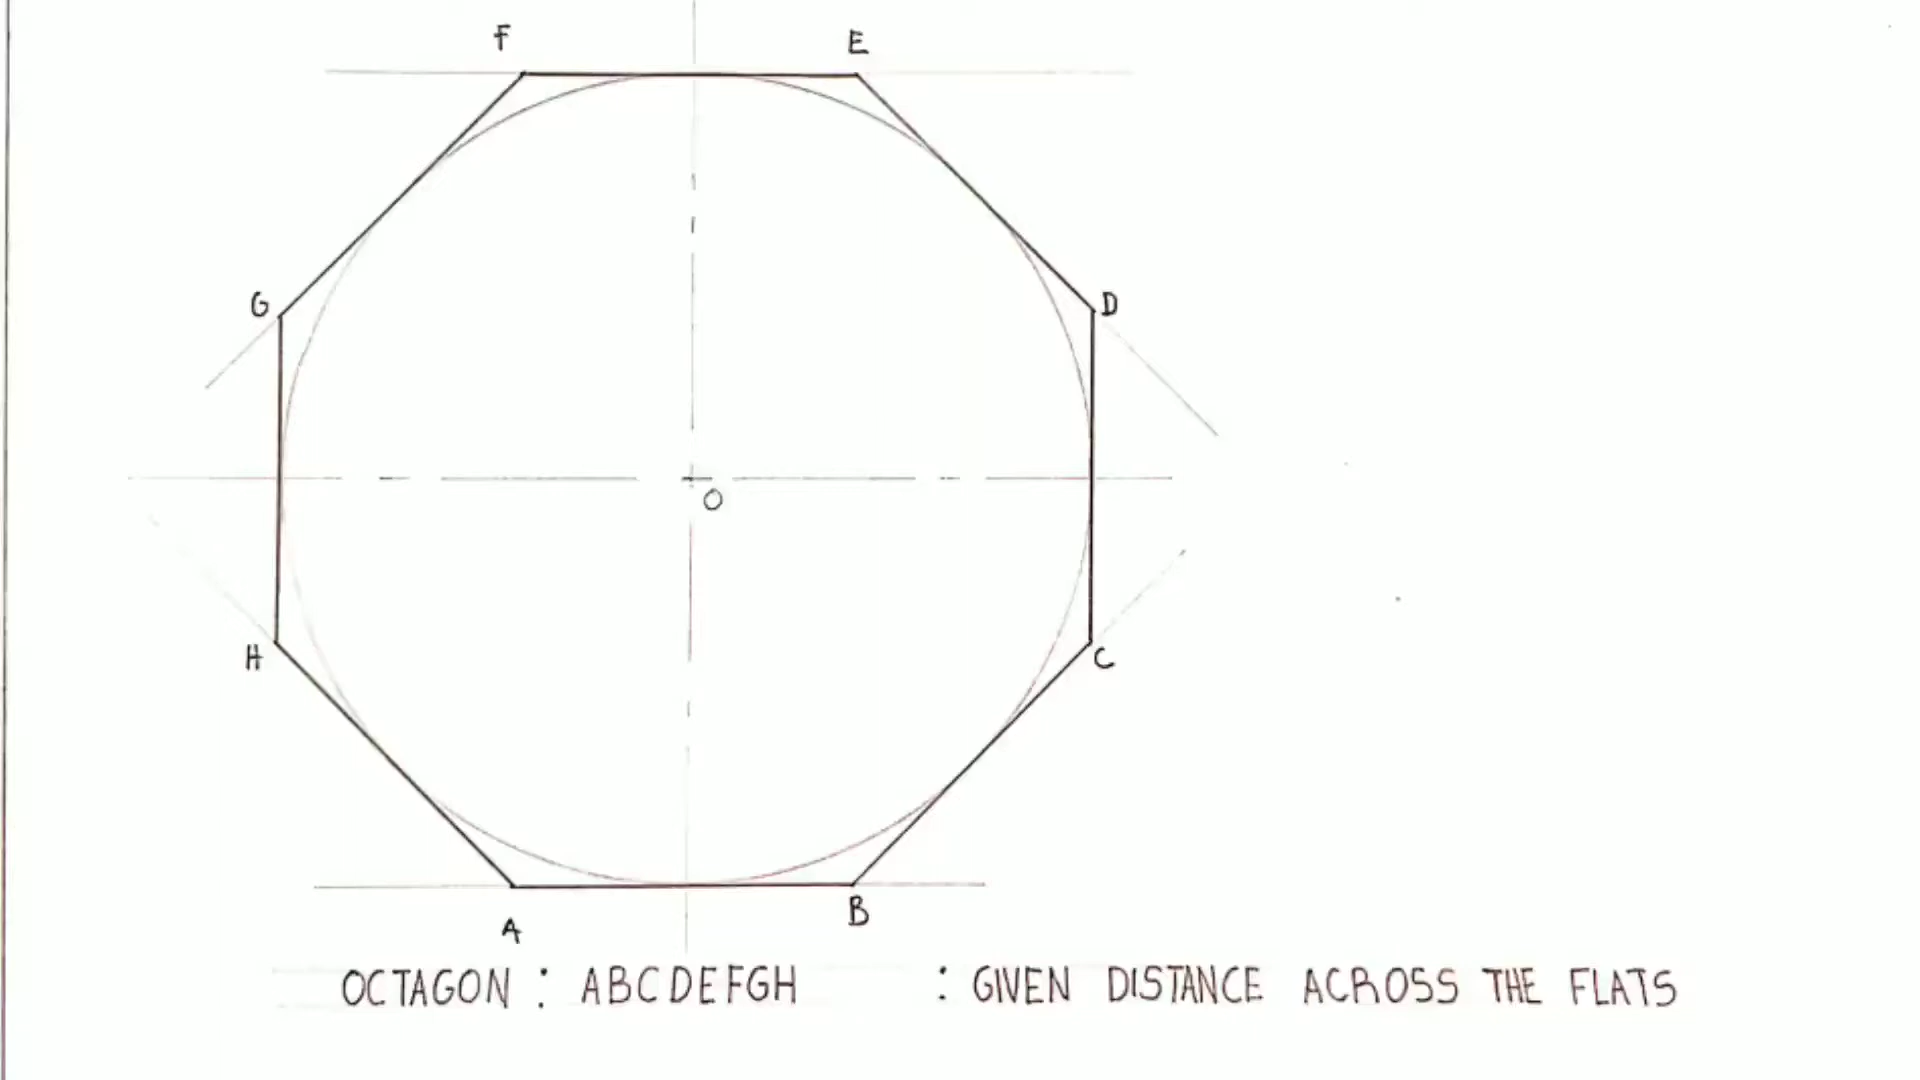 F E
G D
O
H C
B
A
OCTAGON : ABCDEFGH : GIVEN DISTANCE ACROSS THE FLATS